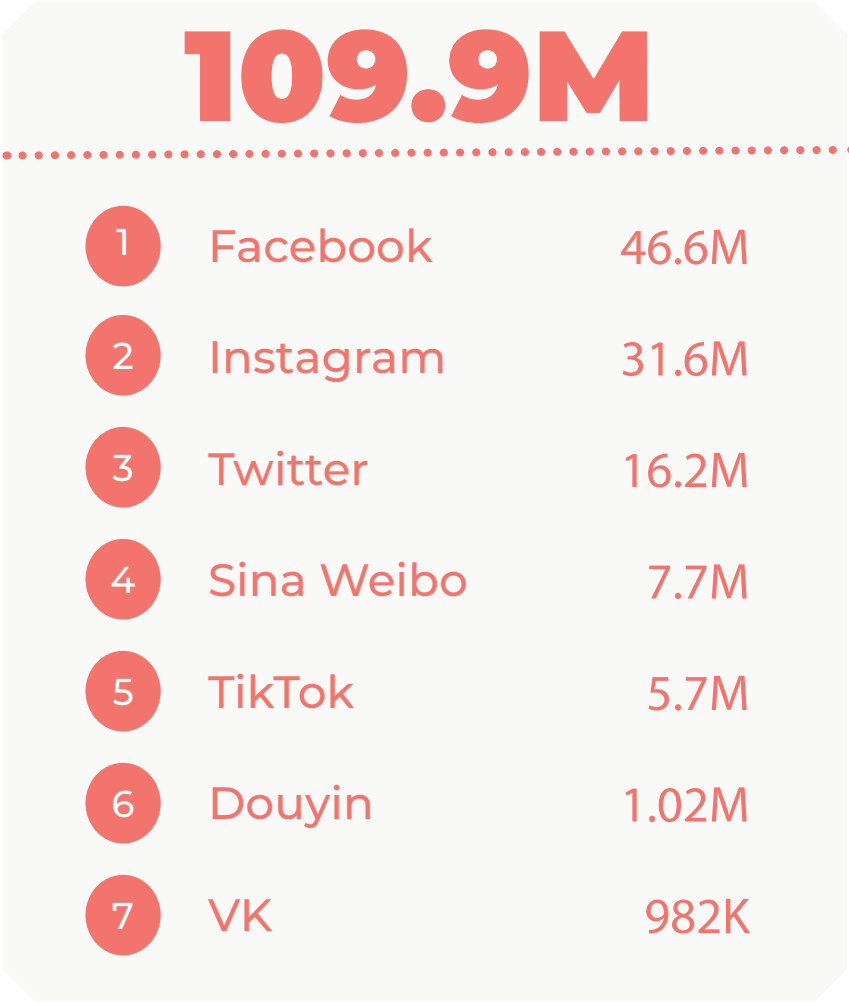 109.9M
1 Facebook 46.6M
2 Instagram 31.6M
3 Twitter 16.2M
4 Sina Weibo 7.7M
5 TikTok 5.7M
6 Douyin 1.02M
7 VK 982K